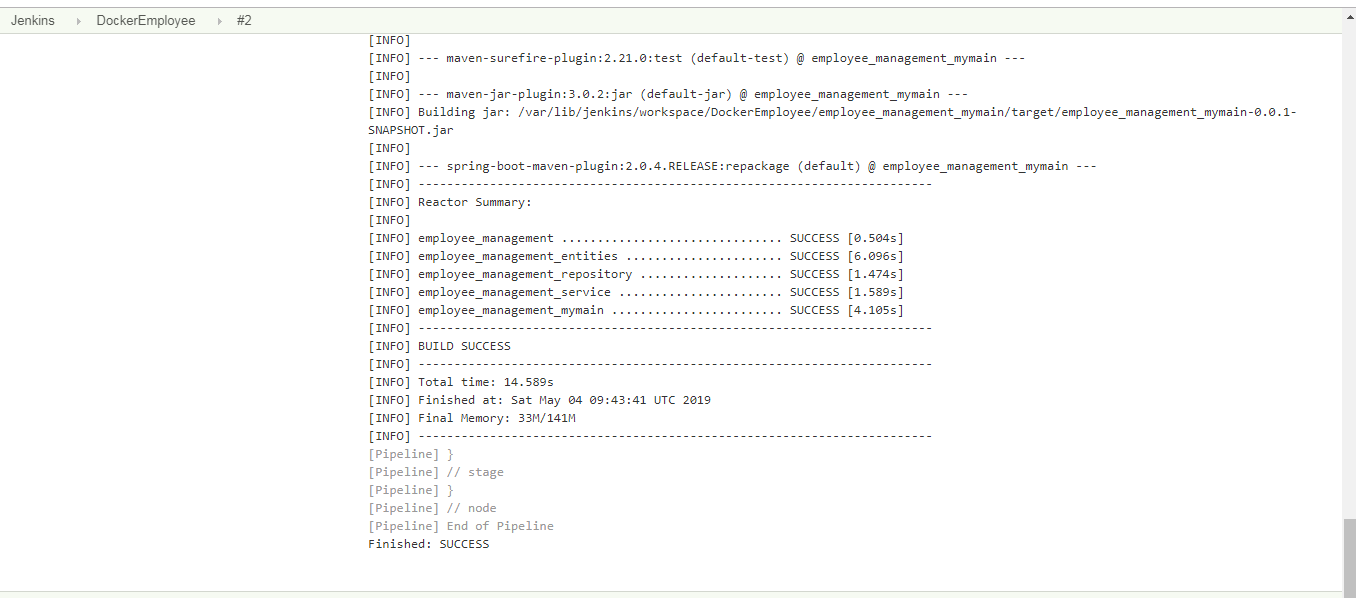 Jenkins DockerEmployee #2
[INFO]
[INFO] --- maven-surefire-plugin:2.21.0:test (default-test) @ employee_management_mymain ---
[INFO]
[INFO] --- maven-jar-plugin:3.0.2:jar (default-jar) @ employee_management_mymain ---
[INFO] Building jar: /var/lib/jenkins/workspace/DockerEmployee/employee_management_mymain/target/employee_management_mymain-0.0.1-
SNAPSHOT.jar
[INFO]
[INFO] --- spring-boot-maven-plugin:2.0.4.RELEASE:repackage (default) @ employee_management_mymain ---
[INFO] ------------------------------------------------------------------------
[INFO] Reactor Summary:
[INFO]
[INFO] employee_management ............................... SUCCESS [0.504s]
[INFO] employee_management_entities ...................... SUCCESS [6.096s]
[INFO] employee_management_repository .................... SUCCESS [1.474s]
[INFO] employee_management_service ....................... SUCCESS [1.589s]
[INFO] employee_management_mymain ........................ SUCCESS [4.105s]
[INFO] ------------------------------------------------------------------------
[INFO] BUILD SUCCESS
[INFO] ------------------------------------------------------------------------
[INFO] Total time: 14.589s
[INFO] Finished at: Sat May 04 09:43:41 UTC 2019
[INFO] Final Memory: 33M/141M
[INFO] ------------------------------------------------------------------------
[Pipeline] }
[Pipeline] // stage
[Pipeline] }
[Pipeline] // node
[Pipeline] End of Pipeline
Finished: SUCCESS